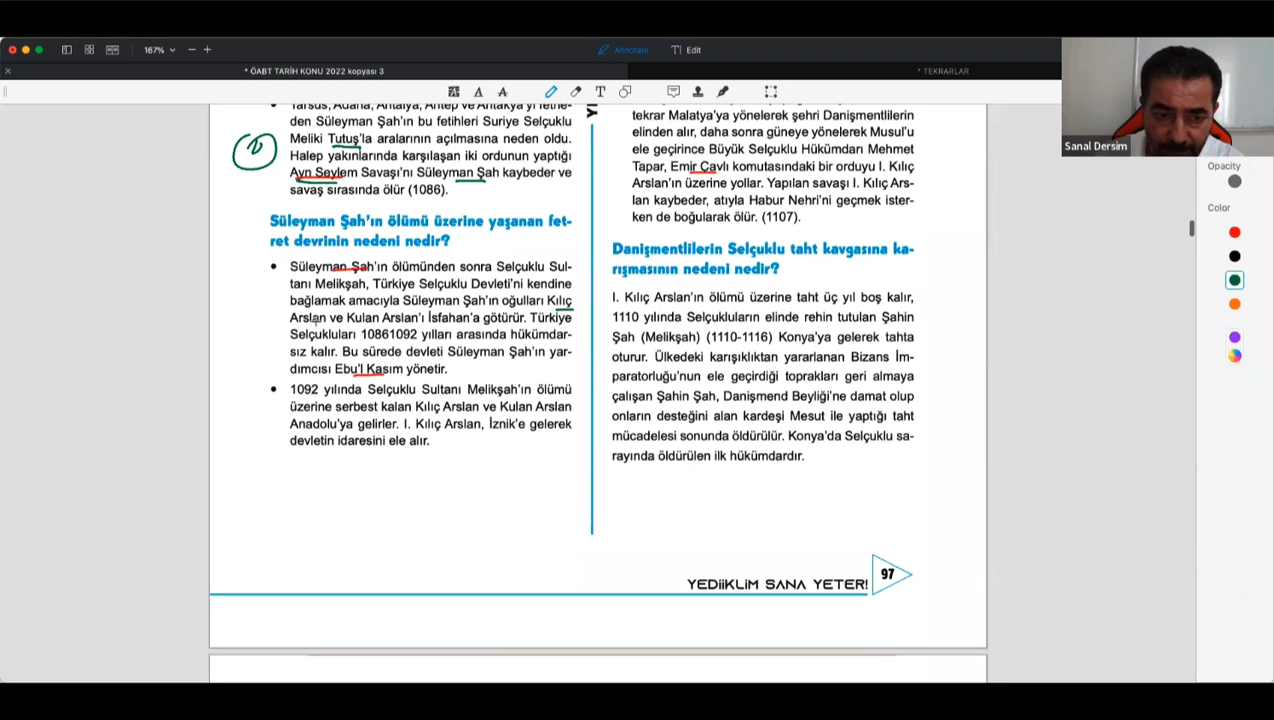 167%
Annotate
Edit
* ÖABT TARİH KONU 2022 kopyası 3
* TEKRARLAR
Tarsus, Adana, Antalya, Antep ve Antakya'yı fethe-
den Süleyman Şah'ın bu fetihleri Suriye Selçuklu
Meliki Tutuş'la aralarının açılmasına neden oldu.
Halep yakınlarında karşılaşan iki ordunun yaptığı
Ayn Seylem Savaşı'nı Süleyman Şah kaybeder ve
savaş sırasında ölür (1086).
Süleyman Şah'ın ölümü üzerine yaşanan fet-
ret devrinin nedeni nedir?
• Süleyman Şah'ın ölümünden sonra Selçuklu Sul-
tanı Melikşah, Türkiye Selçuklu Devleti'ni kendine
bağlamak amacıyla Süleyman Şah'ın oğulları Kılıç
Arslan ve Kulan Arslan'ı İsfahan'a götürür. Türkiye
Selçukluları 10861092 yılları arasında hükümdar-
sız kalır. Bu sürede devleti Süleyman Şah'ın yar-
dımcısı Ebu'l Kasım yönetir.
• 1092 yılında Selçuklu Sultanı Melikşah'ın ölümü
üzerine serbest kalan Kılıç Arslan ve Kulan Arslan
Anadolu'ya gelirler. I. Kılıç Arslan, İznik'e gelerek
devletin idaresini ele alır.
tekrar Malatya'ya yönelerek şehri Danişmentlilerin
elinden alır, daha sonra güneye yönelerek Musul'u
ele geçirince Büyük Selçuklu Hükümdarı Mehmet
Tapar, Emir Çavlı komutasındaki bir orduyu I. Kılıç
Arslan'ın üzerine yollar. Yapılan savaşı I. Kılıç Ars-
lan kaybeder, atıyla Habur Nehri'ni geçmek ister-
ken de boğularak ölür. (1107).
Danişmentlilerin Selçuklu taht kavgasına ka-
rışmasının nedeni nedir?
I. Kılıç Arslan'ın ölümü üzerine taht üç yıl boş kalır,
1110 yılında Selçukluların elinde rehin tutulan Şahin
Şah (Melikşah) (1110-1116) Konya'ya gelerek tahta
oturur. Ülkedeki karışıklıktan yararlanan Bizans İm-
paratorluğu'nun ele geçirdiği toprakları geri almaya
çalışan Şahin Şah, Danişmend Beyliği'ne damat olup
onların desteğini alan kardeşi Mesut ile yaptığı taht
mücadelesi sonunda öldürülür. Konya'da Selçuklu sa-
rayında öldürülen ilk hükümdardır.
YEDiiKLiM SANA YETER!
97
Sanal Dersim
Opacity
Color